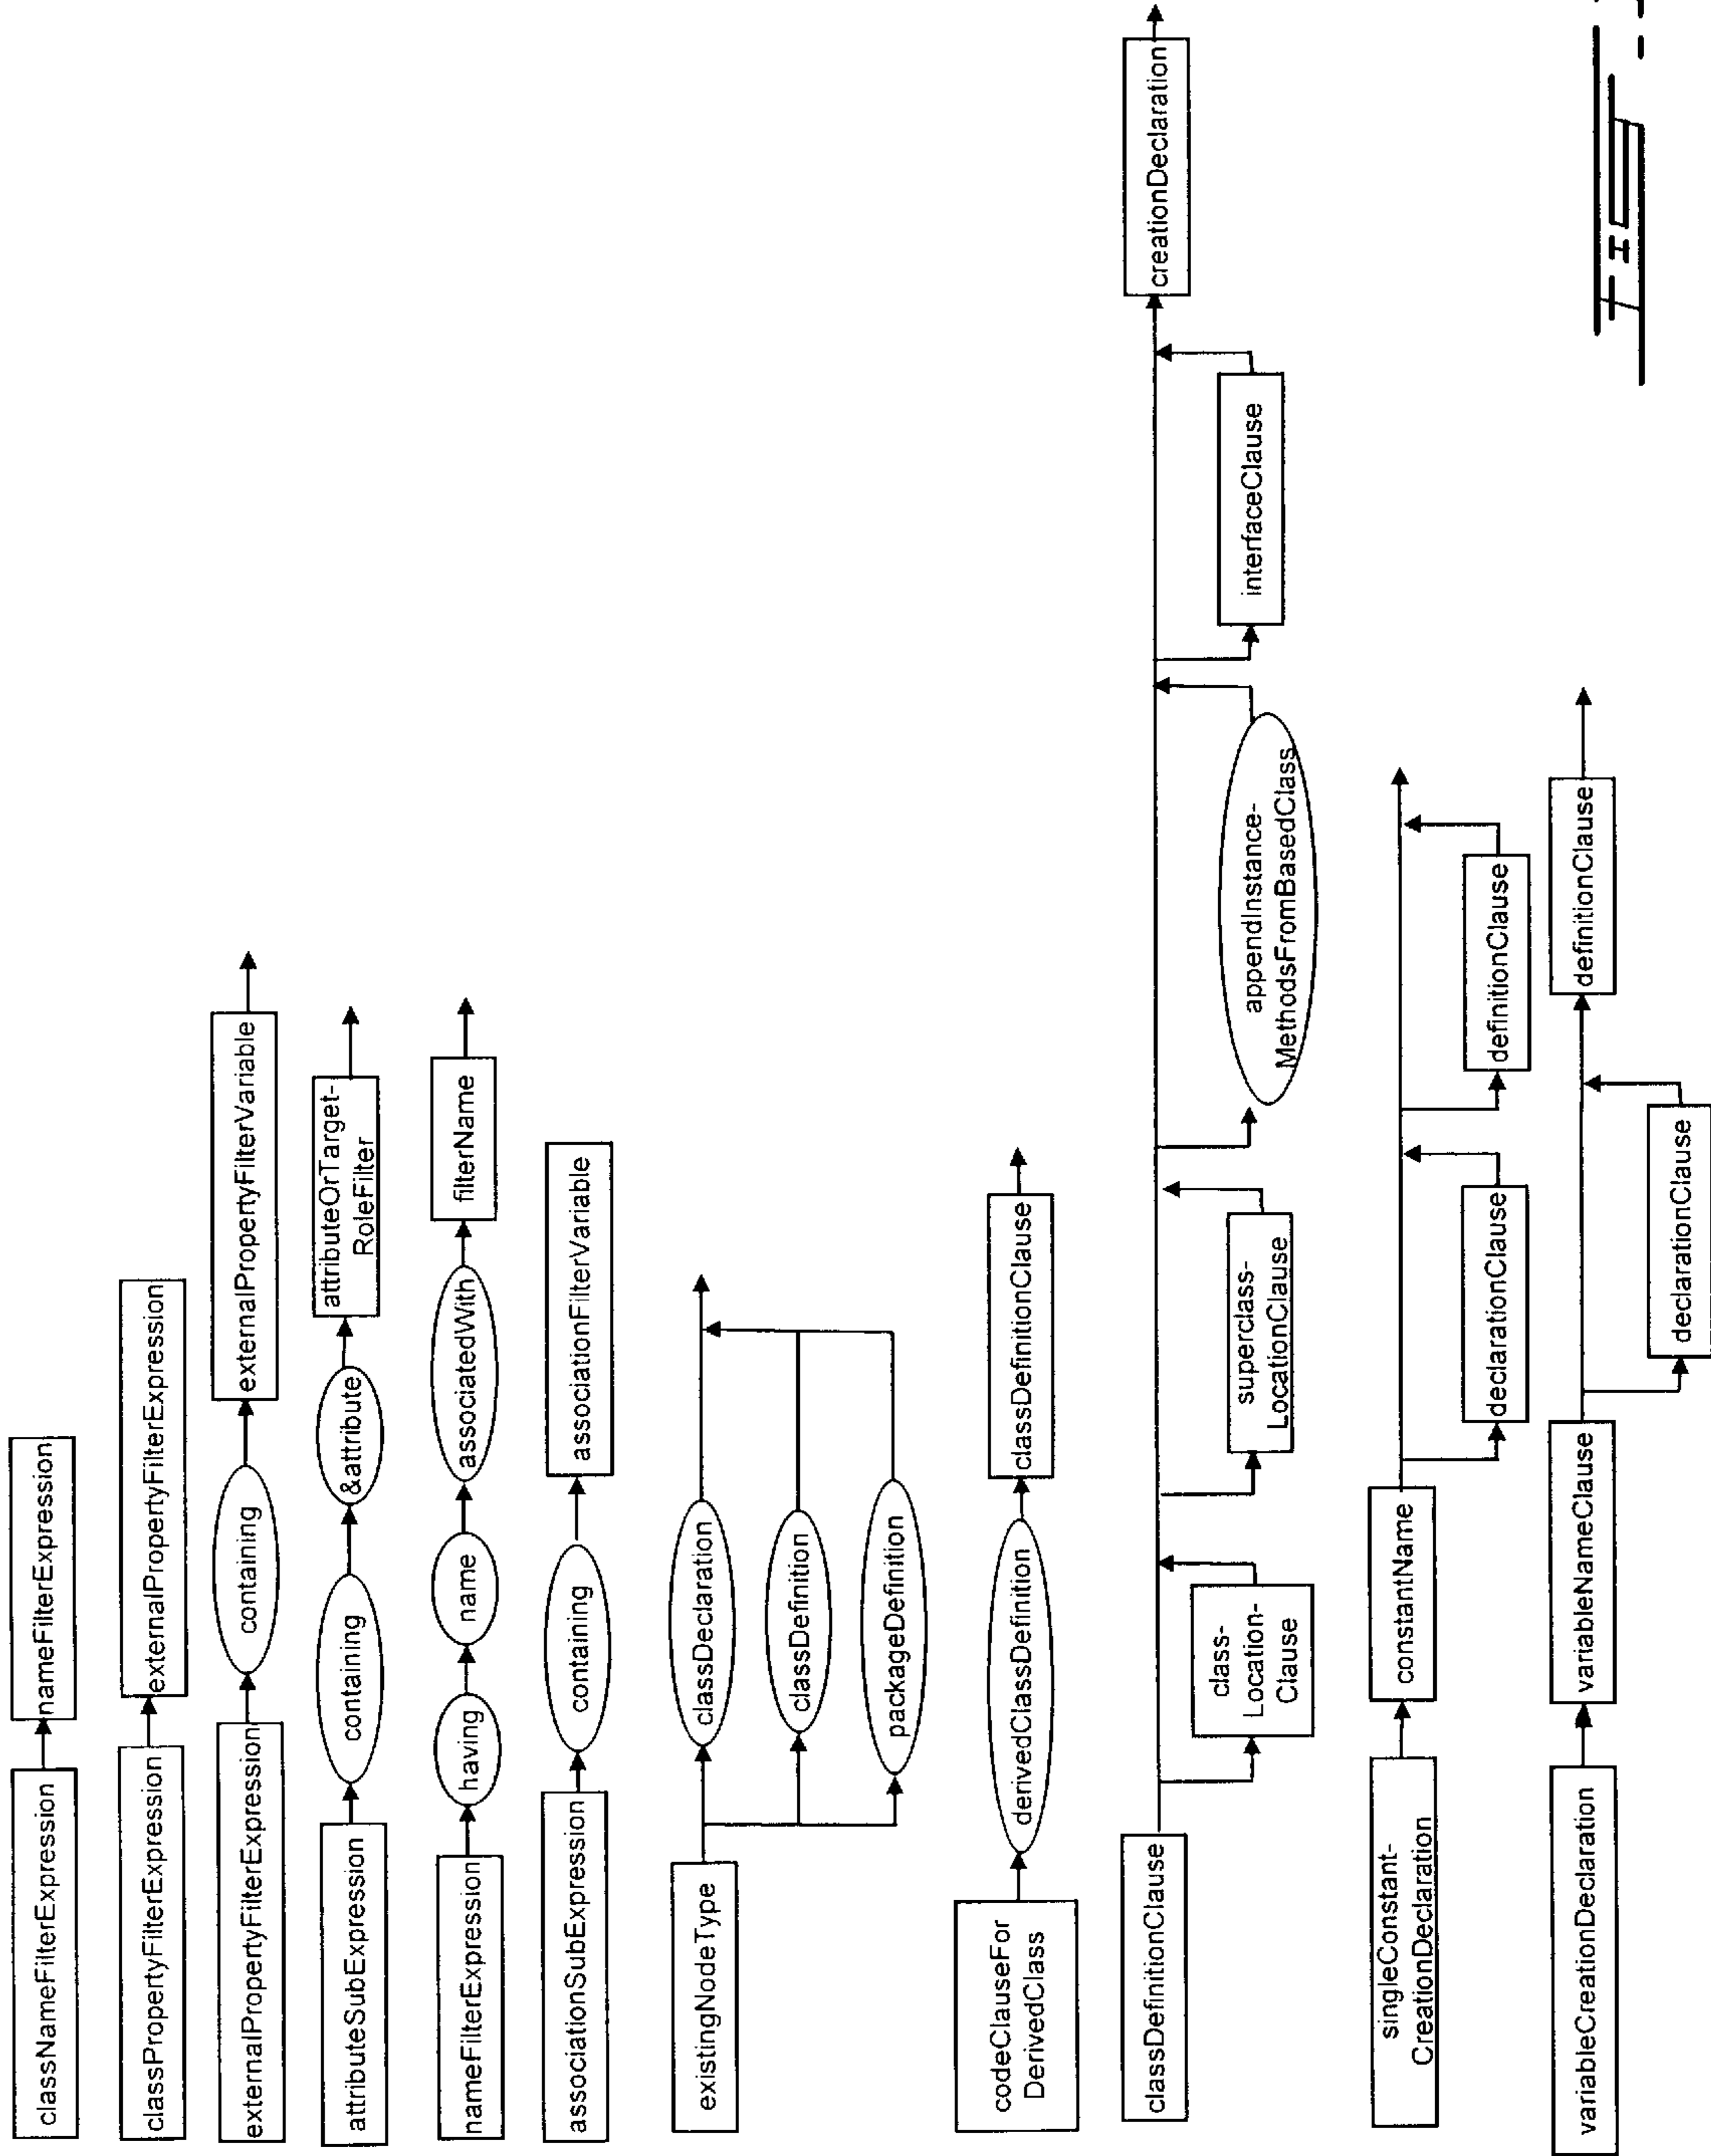 classNameFilterExpression
nameFilterExpression
classPropertyFilterExpression
externalPropertyFilterExpression
externalPropertyFilterExpression
containing
externalPropertyFilterVariable
attributeSubExpression
containing
&attribute
attributeOrTarget-
RoleFilter
nameFilterExpression
having
name
associatedWith
filterName
associationSubExpression
containing
associationFilterVariable
existingNodeType
classDeclaration
classDefinition
packageDefinition
codeClauseFor
DerivedClass
derivedClassDefinition
classDefinitionClause
classDefinitionClause
class-
Location-
Clause
superclass-
LocationClause
appendInstance-
MethodsFromBasedClass
interfaceClause
creationDeclaration
singleConstant-
CreationDeclaration
constantName
declarationClause
definitionClause
variableCreationDeclaration
variableNameClause
declarationClause
definitionClause